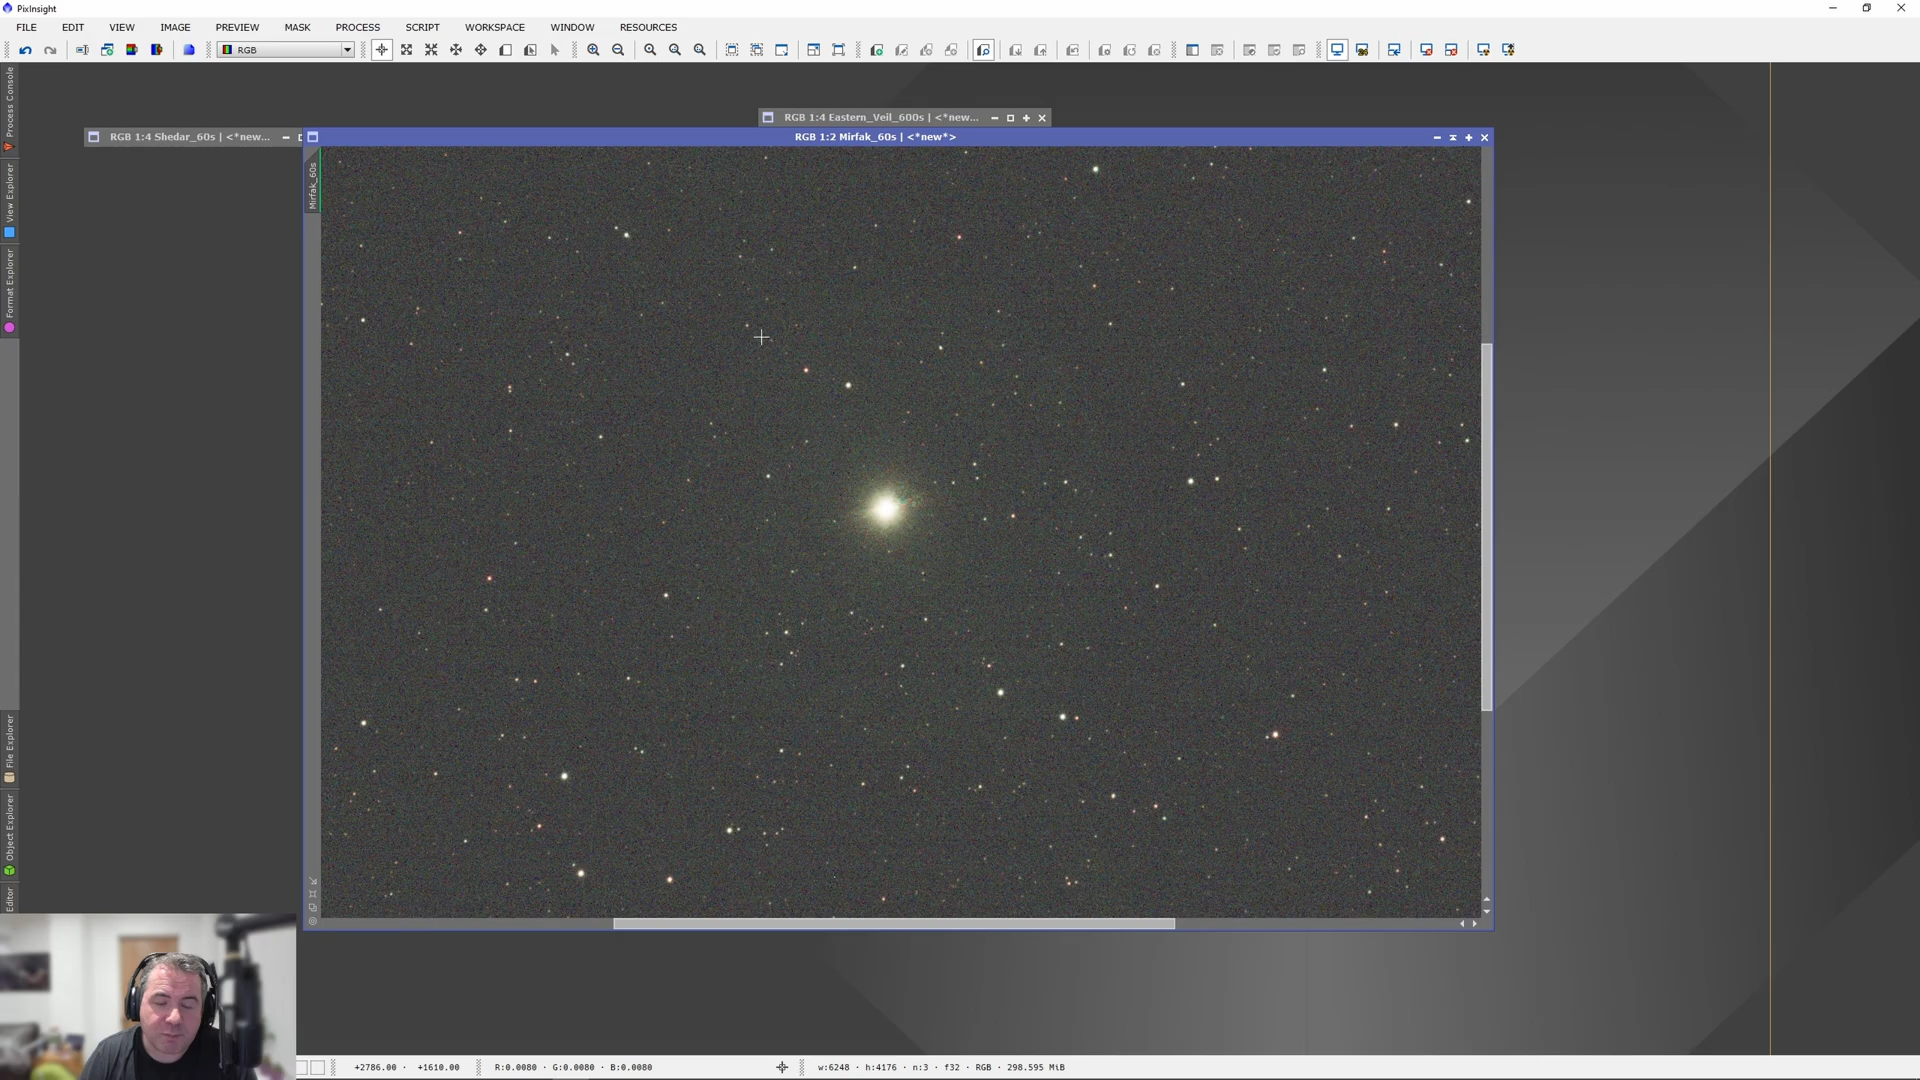 PixInsight
FILE EDIT VIEW IMAGE PREVIEW MASK PROCESS SCRIPT WORKSPACE WINDOW RESOURCES
RGB
RGB 1:4 Eastern_Veil_600s | <*new...
RGB 1:4 Shedar_60s | <*new...
RGB 1:2 Mirfak_60s | <*new*>
Mirfak_60s
Process Console
View Explorer
Format Explorer
File Explorer
Object Explorer
Editor
+2786.00 · +1610.00
R:0.0080 · G:0.0080 · B:0.0080
w:6248 · h:4176 · n:3 · f32 · RGB · 298.595 MiB